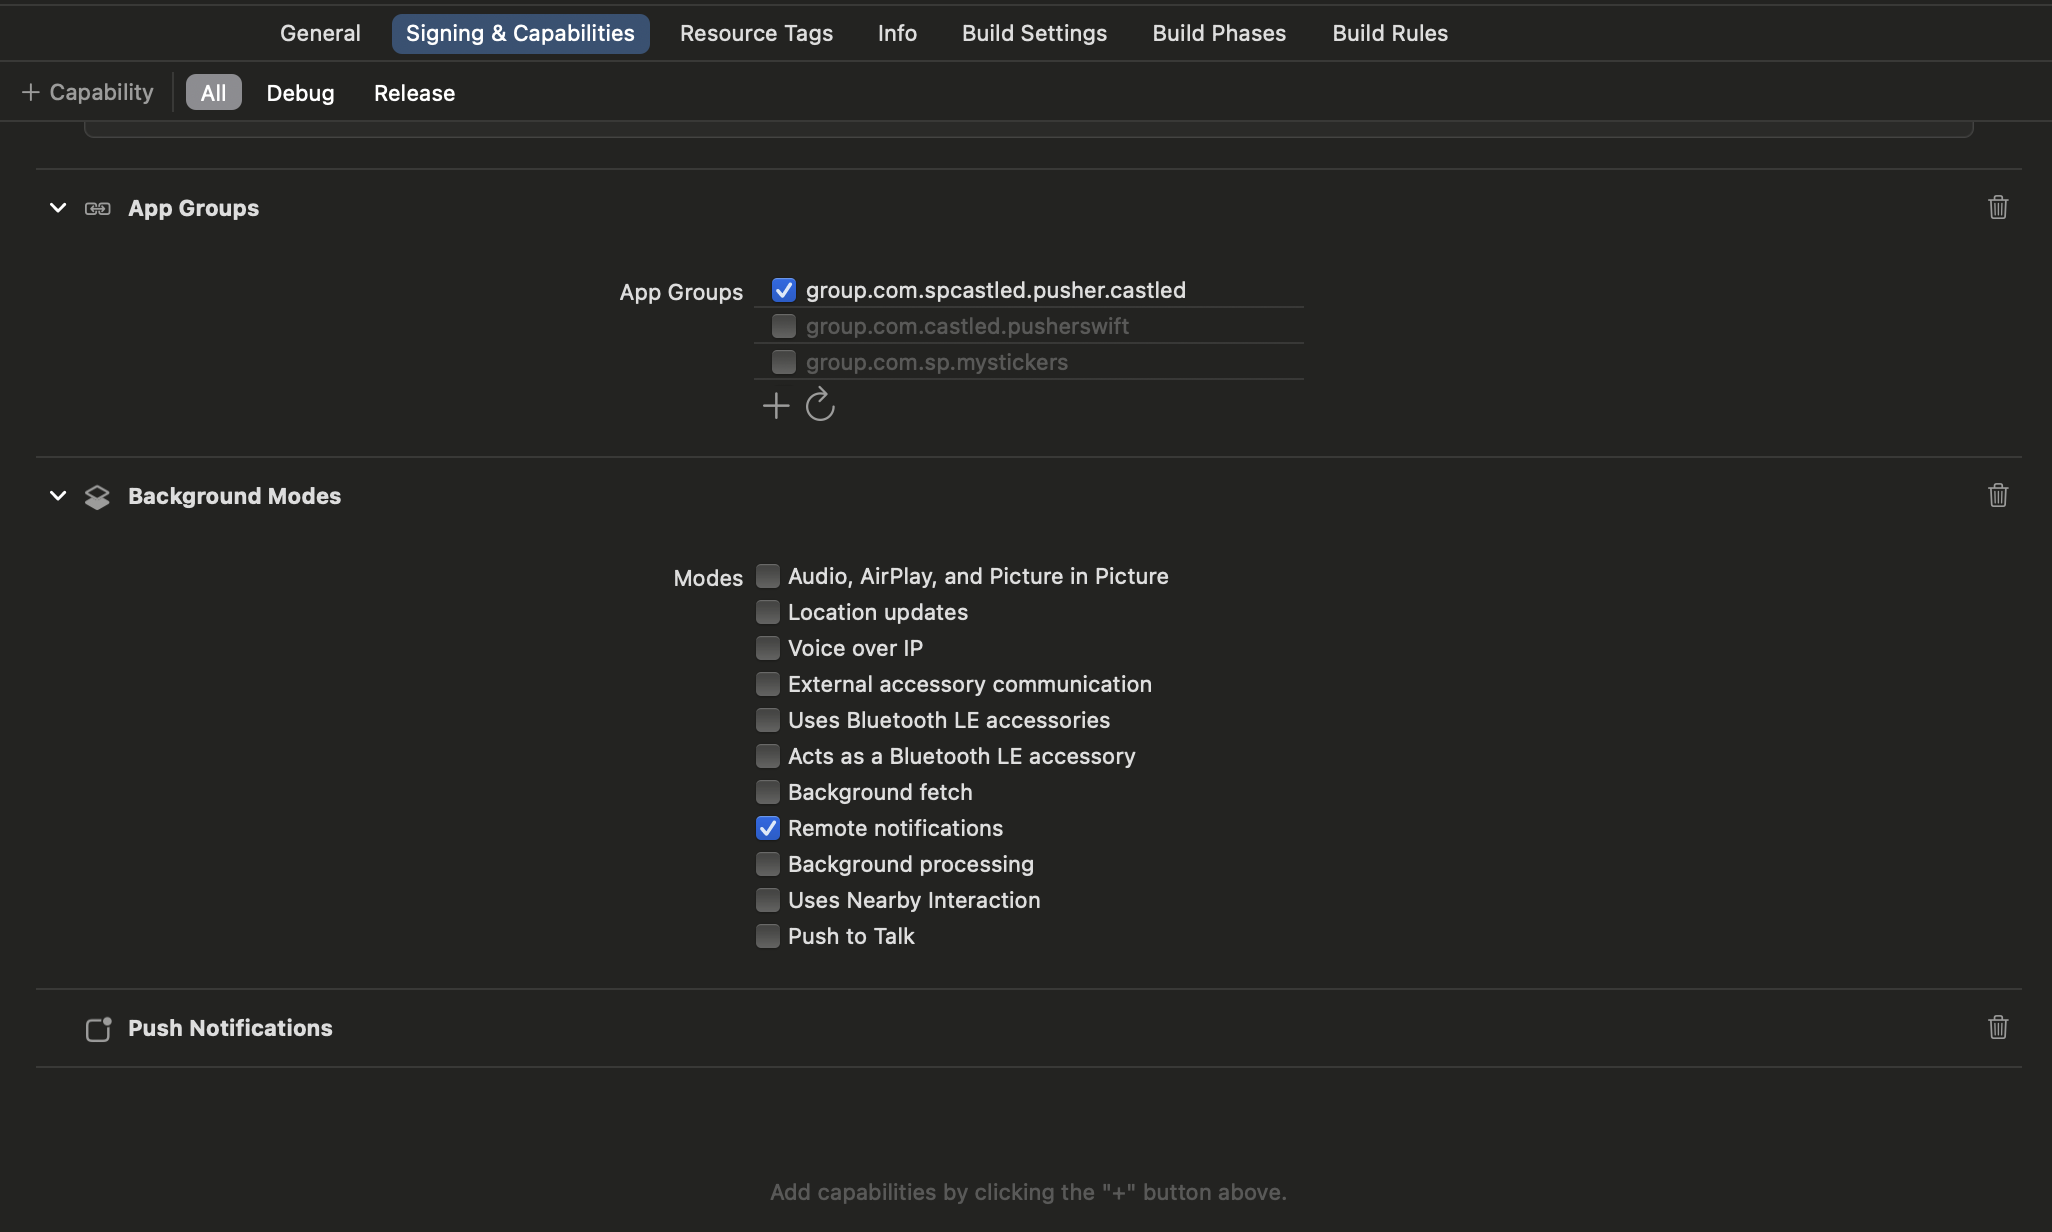 General Signing & Capabilities Resource Tags Info Build Settings Build Phases Build Rules
+ Capability All Debug Release
App Groups
App Groups group.com.spcastled.pusher.castled
group.com.castled.pusherswift
group.com.sp.mystickers
Background Modes
Modes Audio, AirPlay, and Picture in Picture
Location updates
Voice over IP
External accessory communication
Uses Bluetooth LE accessories
Acts as a Bluetooth LE accessory
Background fetch
Remote notifications
Background processing
Uses Nearby Interaction
Push to Talk
Push Notifications
Add capabilities by clicking the "+" button above.